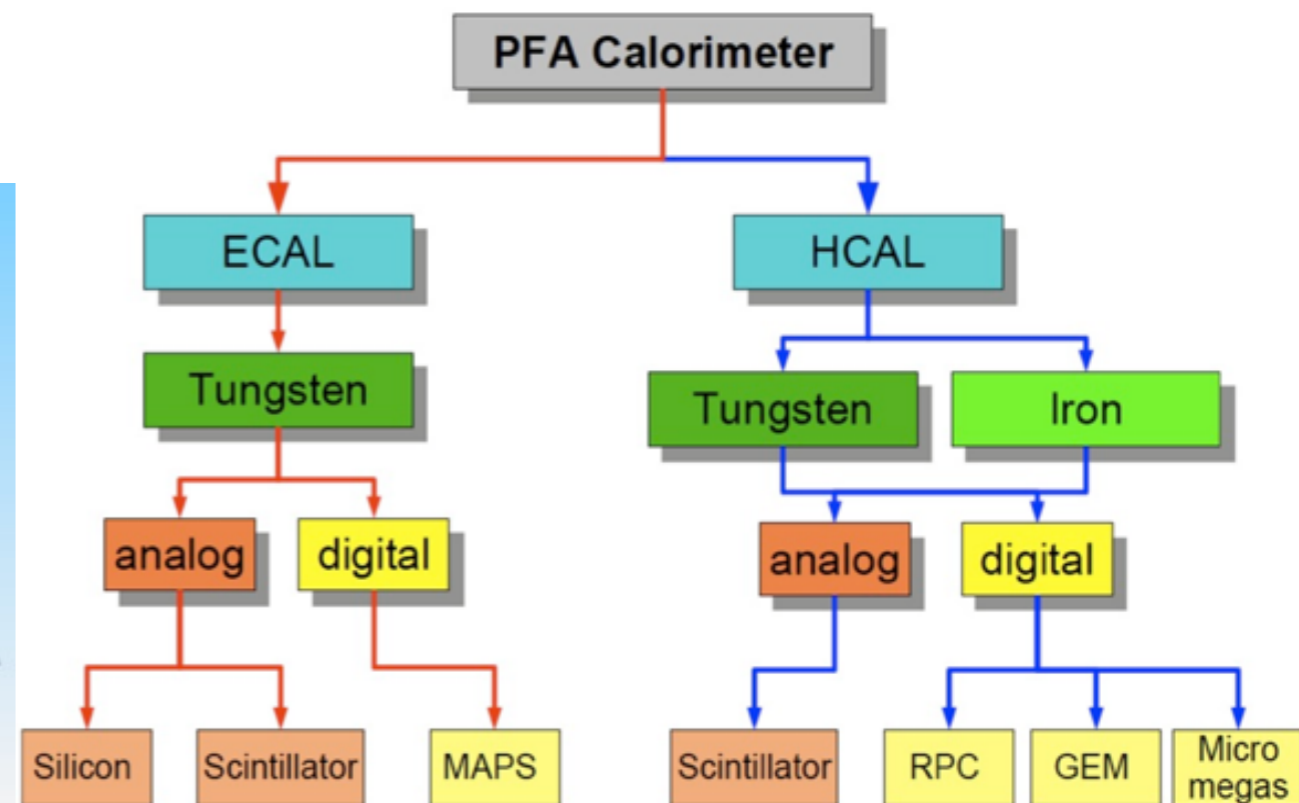 PFA Calorimeter
ECAL
HCAL
Tungsten
Tungsten
Iron
analog
digital
analog
digital
Silicon
Scintillator
MAPS
Scintillator
RPC
GEM
Micro
megas